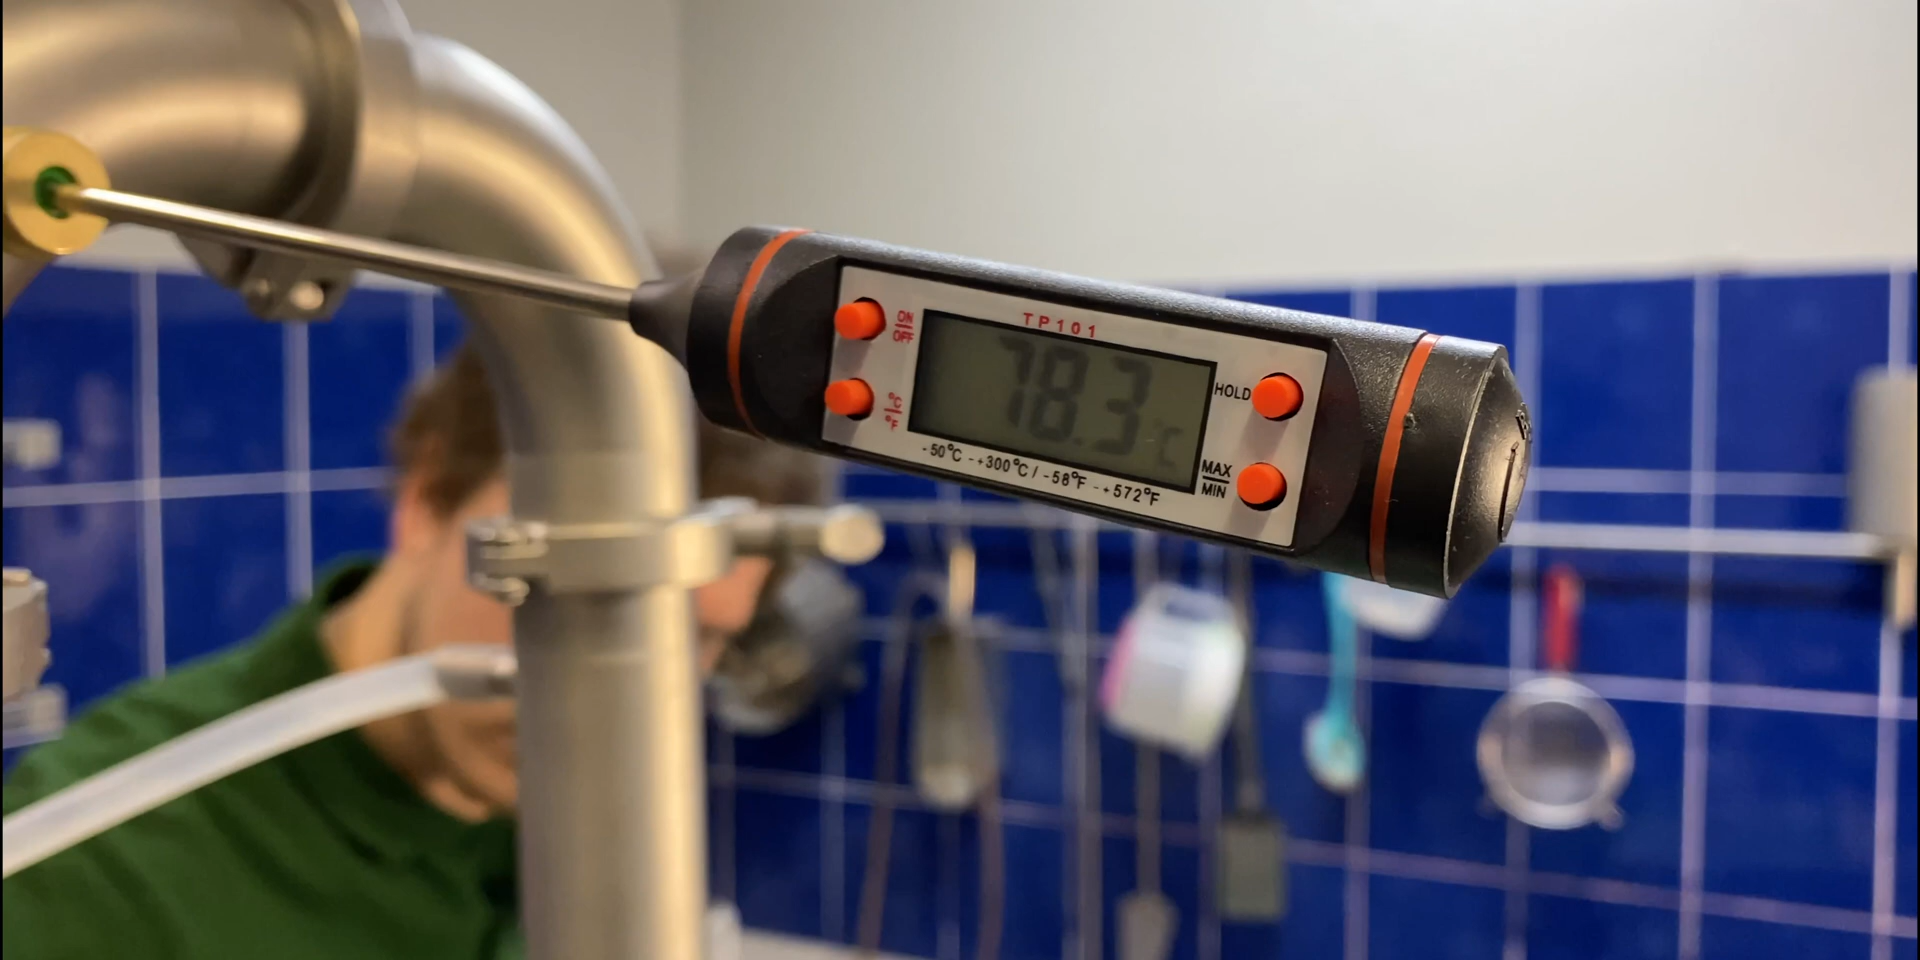 TP101
ON
OFF
°C
°F
78.3 °C
HOLD
MAX
MIN
-50°C -+300°C / -58°F -+572°F